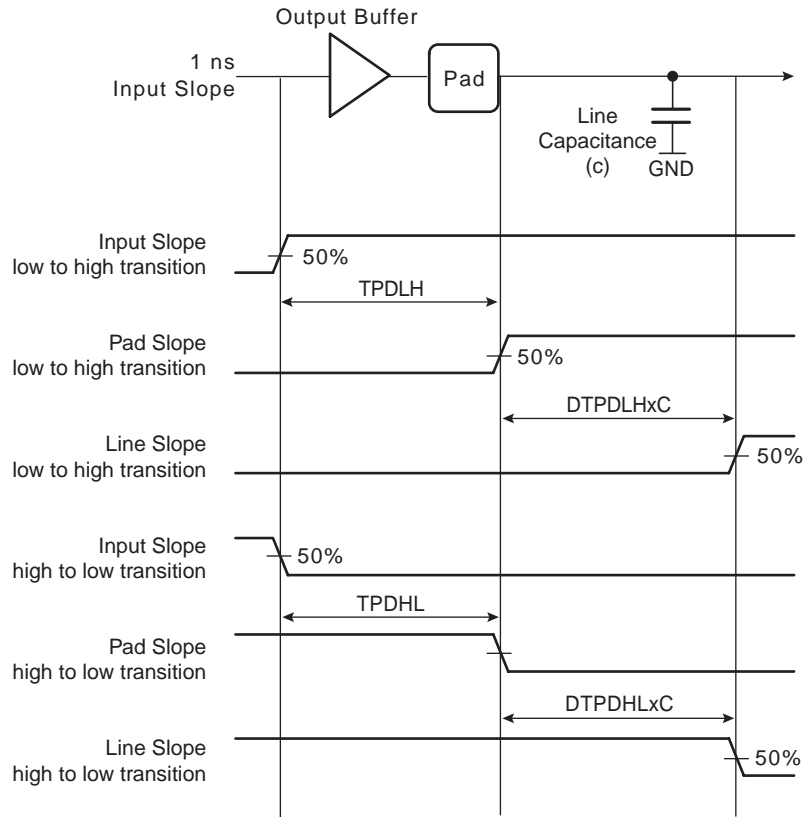 Output Buffer
1 ns
Input Slope
Pad
Line
Capacitance
(c)
GND
Input Slope
low to high transition
50%
TPDLH
Pad Slope
low to high transition
50%
DTPDLHxC
Line Slope
low to high transition
50%
Input Slope
high to low transition
50%
TPDHL
Pad Slope
high to low transition
DTPDHLxC
Line Slope
high to low transition
50%